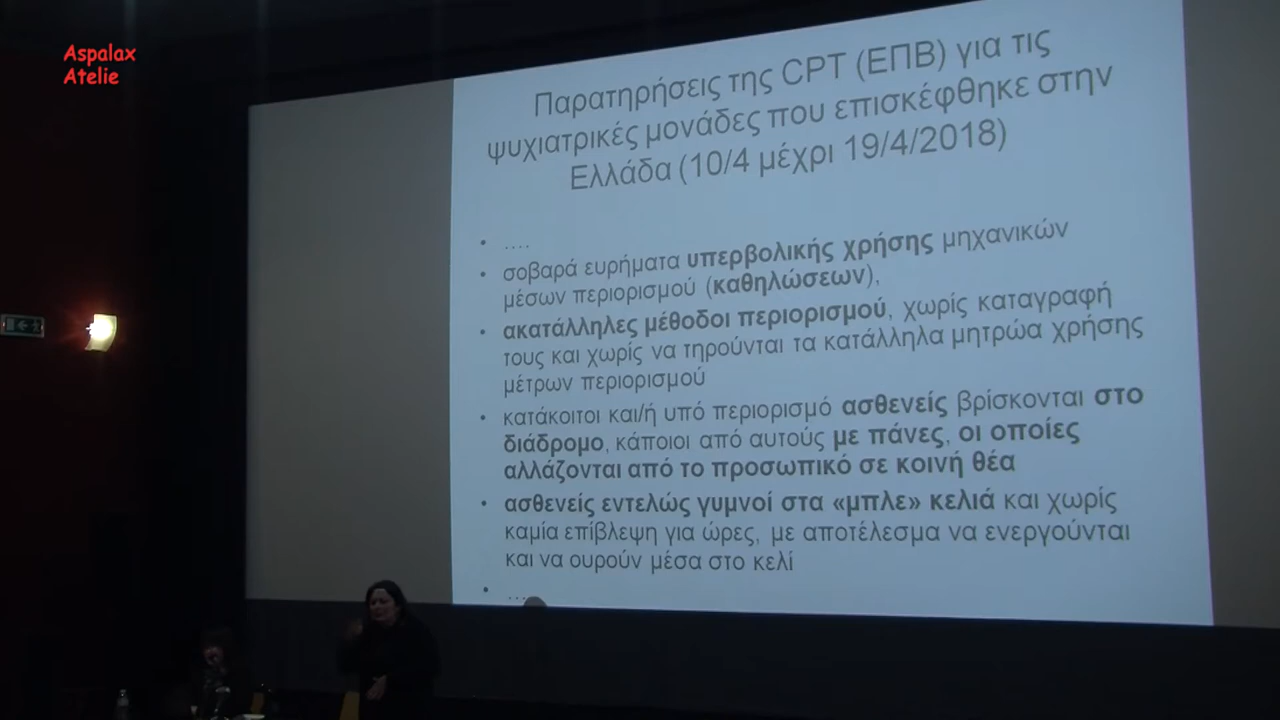 Aspalax
Atelie
Παρατηρήσεις της CPT (ΕΠΒ) για τις
ψυχιατρικές μονάδες που επισκέφθηκε στην
Ελλάδα (10/4 μέχρι 19/4/2018)
• ....
• σοβαρά ευρήματα υπερβολικής χρήσης μηχανικών
μέσων περιορισμού (καθηλώσεων),
• ακατάλληλες μέθοδοι περιορισμού, χωρίς καταγραφή
τους και χωρίς να τηρούνται τα κατάλληλα μητρώα χρήσης
μέτρων περιορισμού
• κατάκοιτοι και/ή υπό περιορισμό ασθενείς βρίσκονται στο
διάδρομο, κάποιοι από αυτούς με πάνες, οι οποίες
αλλάζονται από το προσωπικό σε κοινή θέα
• ασθενείς εντελώς γυμνοί στα «μπλε» κελιά και χωρίς
καμία επίβλεψη για ώρες, με αποτέλεσμα να ενεργούνται
και να ουρούν μέσα στο κελί
• ....